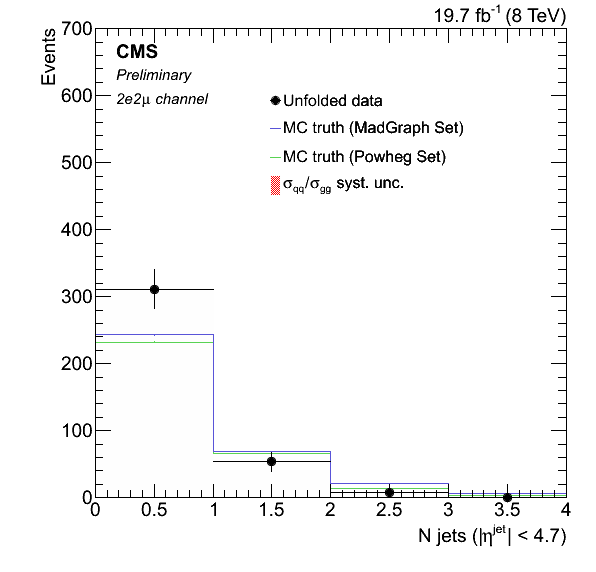 19.7 fb⁻¹ (8 TeV)
Events
CMS
Preliminary
2e2μ channel
Unfolded data
MC truth (MadGraph Set)
MC truth (Powheg Set)
σqq/σgg syst. unc.
700
600
500
400
300
200
100
0
0 0.5 1 1.5 2 2.5 3 3.5 4
N jets (|ηʲᵉᵗ| < 4.7)